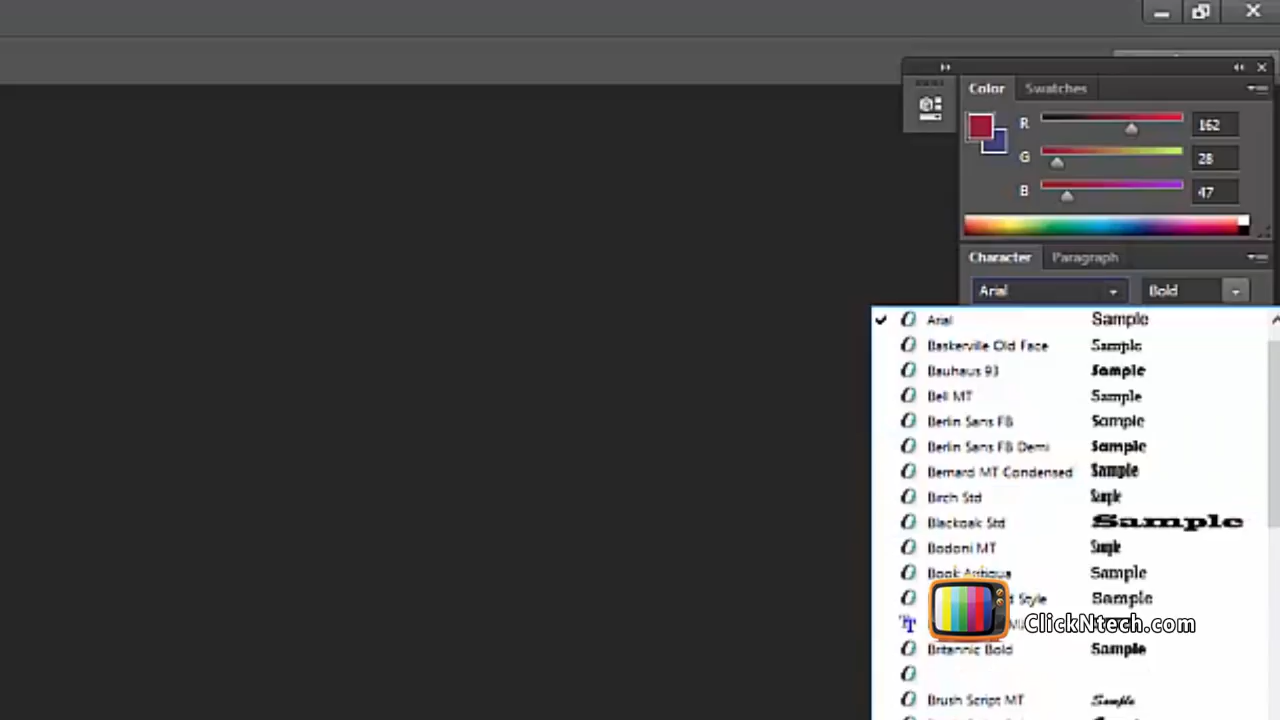 Color Swatches
R 162
G 28
B 47
Character Paragraph
Arial Bold
Arial Sample
Baskerville Old Face Sample
Bauhaus 93 Sample
Bell MT Sample
Berlin Sans FB Sample
Berlin Sans FB Demi Sample
Bernard MT Condensed Sample
Birch Std Sample
Blackoak Std Sample
Bodoni MT Sample
Book Antiqua Sample
Style Sample
ClickNtech.com
Britannic Bold Sample
Brush Script MT Sample